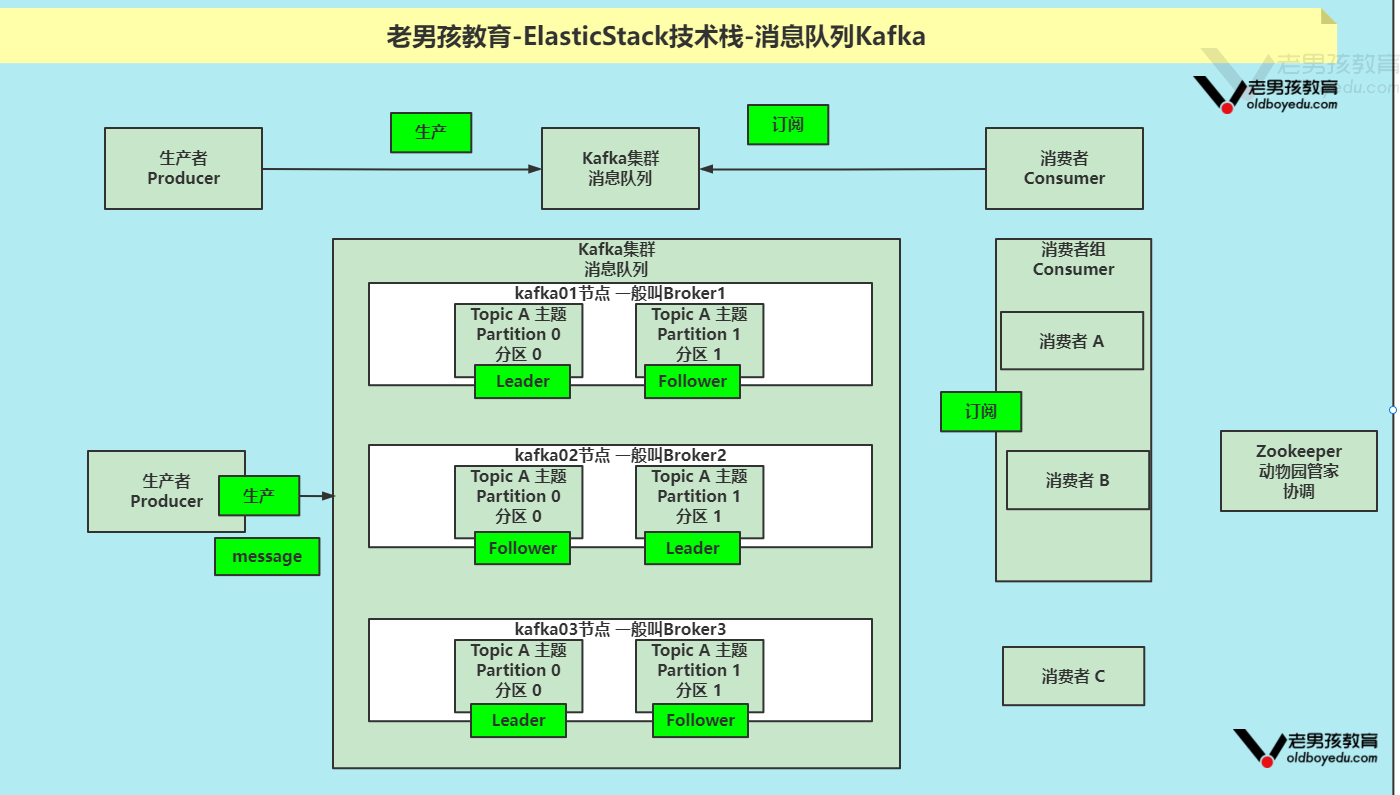 老男孩教育-ElasticStack技术栈-消息队列Kafka
老男孩教育
edu.com
老男孩教育
oldboyedu.com
生产
订阅
生产者
Producer
Kafka集群
消息队列
消费者
Consumer
Kafka集群
消息队列
kafka01节点 一般叫Broker1
Topic A 主题
Partition 0
分区 0
Leader
Topic A 主题
Partition 1
分区 1
Follower
kafka02节点 一般叫Broker2
Topic A 主题
Partition 0
分区 0
Follower
Topic A 主题
Partition 1
分区 1
Leader
kafka03节点 一般叫Broker3
Topic A 主题
Partition 0
分区 0
Leader
Topic A 主题
Partition 1
分区 1
Follower
生产者
Producer
生产
message
消费者组
Consumer
消费者 A
订阅
消费者 B
消费者 C
Zookeeper
动物园管家
协调
老男孩教育
oldboyedu.com